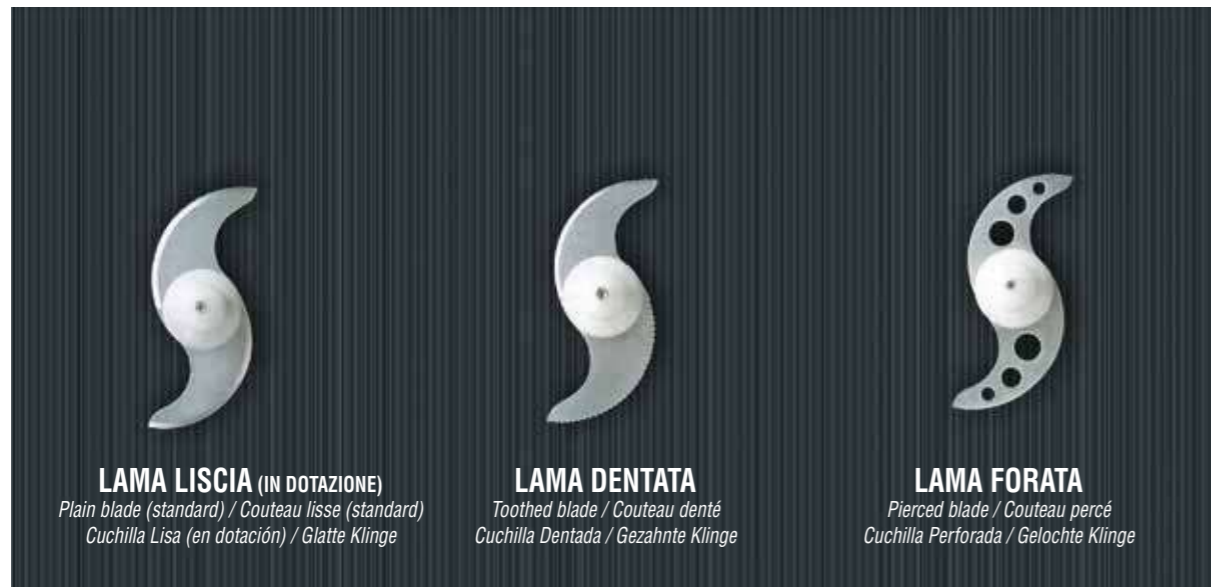 LAMA LISCIA (IN DOTAZIONE)
Plain blade (standard) / Couteau lisse (standard)
Cuchilla Lisa (en dotación) / Glatte Klinge
LAMA DENTATA
Toothed blade / Couteau denté
Cuchilla Dentada / Gezahnte Klinge
LAMA FORATA
Pierced blade / Couteau percé
Cuchilla Perforada / Gelochte Klinge